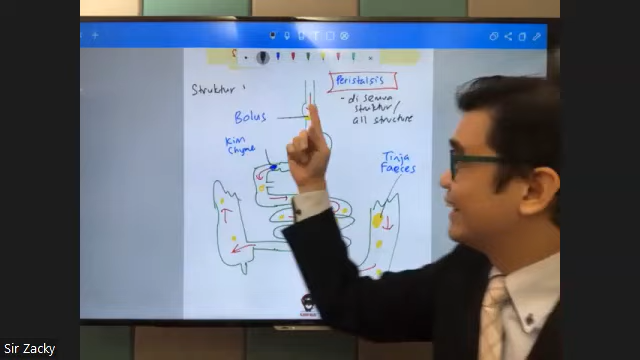 Struktur :
Peristalsis
- di semua
struktur/
all structure
Bolus
Kim
Chyme
Tinja
Faeces
Sir Zacky